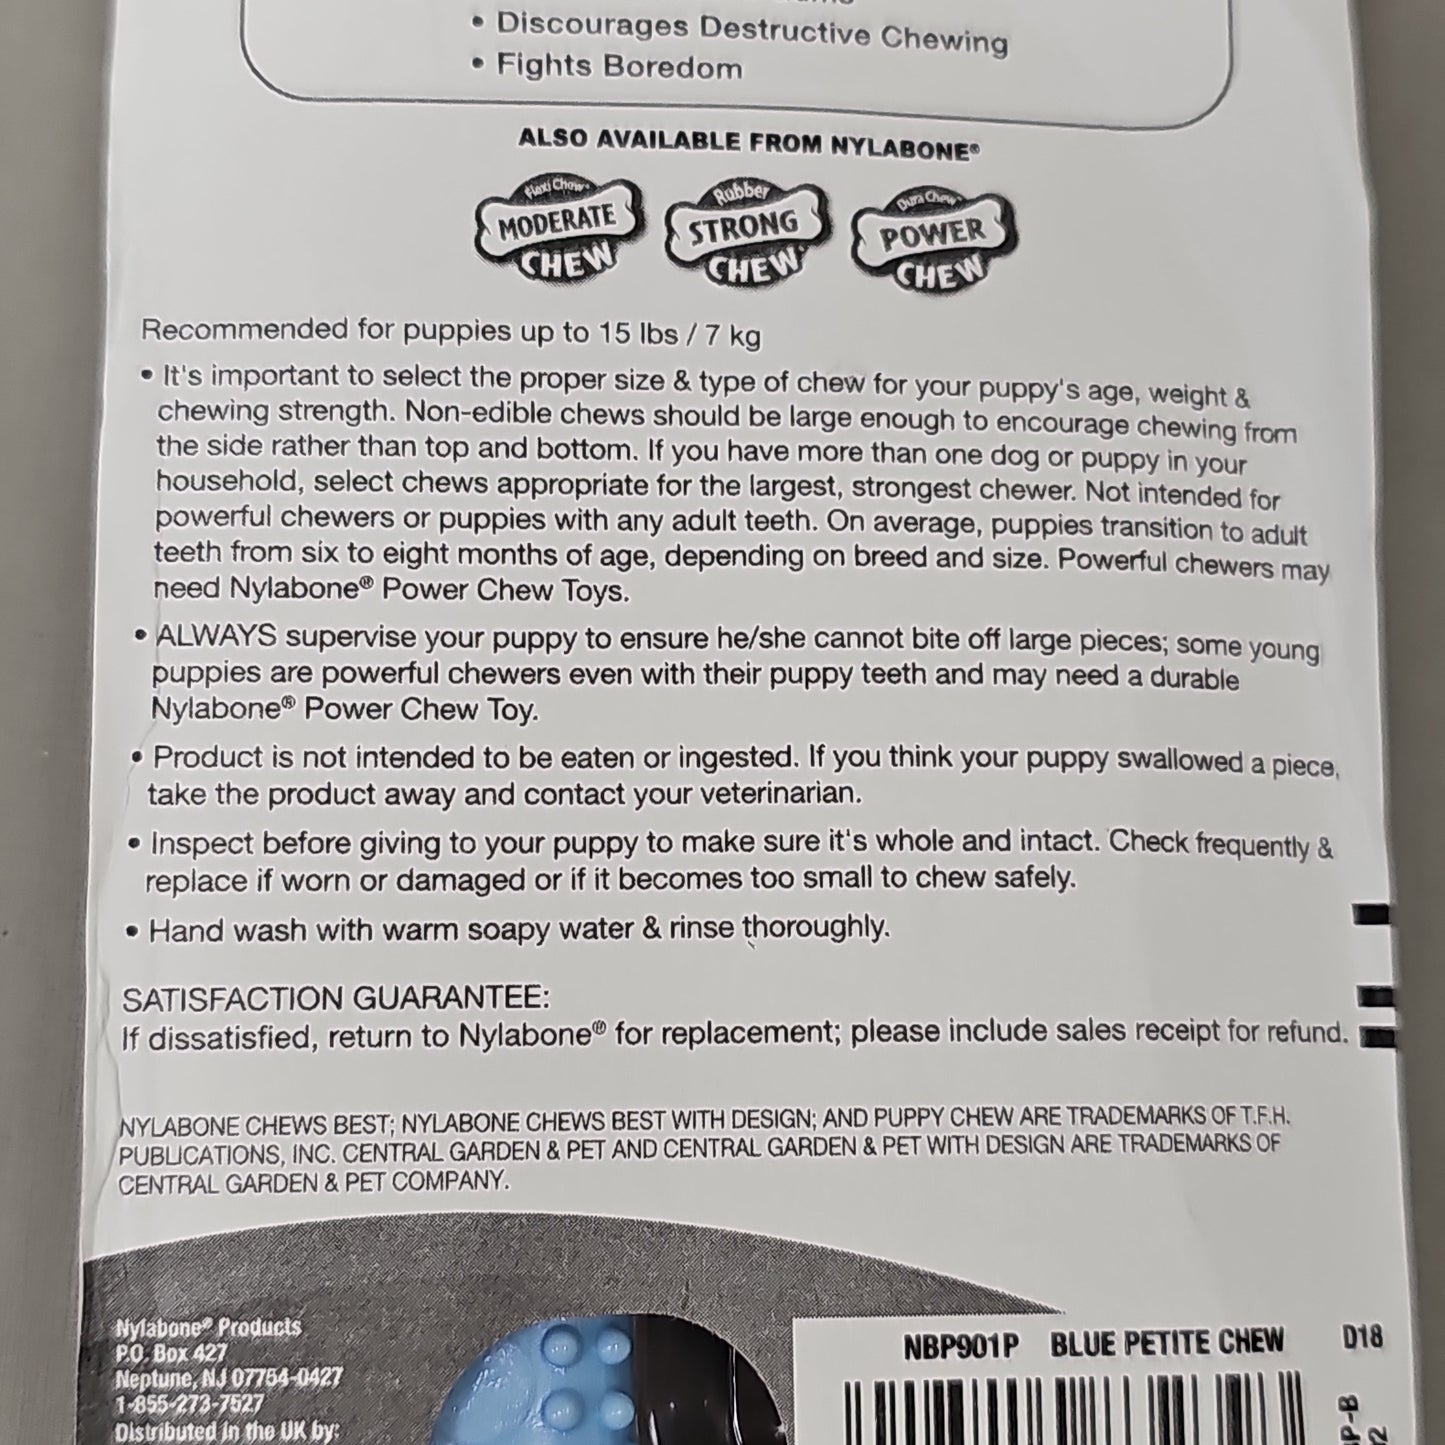 • Discourages Destructive Chewing
• Fights Boredom
ALSO AVAILABLE FROM NYLABONE®
Flexi Chew®
MODERATE
CHEW
Rubber
STRONG
CHEW
Dura Chew™
POWER
CHEW
Recommended for puppies up to 15 lbs / 7 kg
• It's important to select the proper size & type of chew for your puppy's age, weight &
chewing strength. Non-edible chews should be large enough to encourage chewing from
the side rather than top and bottom. If you have more than one dog or puppy in your
household, select chews appropriate for the largest, strongest chewer. Not intended for
powerful chewers or puppies with any adult teeth. On average, puppies transition to adult
teeth from six to eight months of age, depending on breed and size. Powerful chewers may
need Nylabone® Power Chew Toys.
• ALWAYS supervise your puppy to ensure he/she cannot bite off large pieces; some young
puppies are powerful chewers even with their puppy teeth and may need a durable
Nylabone® Power Chew Toy.
• Product is not intended to be eaten or ingested. If you think your puppy swallowed a piece,
take the product away and contact your veterinarian.
• Inspect before giving to your puppy to make sure it's whole and intact. Check frequently &
replace if worn or damaged or if it becomes too small to chew safely.
• Hand wash with warm soapy water & rinse thoroughly.
SATISFACTION GUARANTEE:
If dissatisfied, return to Nylabone® for replacement; please include sales receipt for refund.
NYLABONE CHEWS BEST; NYLABONE CHEWS BEST WITH DESIGN; AND PUPPY CHEW ARE TRADEMARKS OF T.F.H.
PUBLICATIONS, INC. CENTRAL GARDEN & PET AND CENTRAL GARDEN & PET WITH DESIGN ARE TRADEMARKS OF
CENTRAL GARDEN & PET COMPANY.
Nylabone® Products
P.O. Box 427
Neptune, NJ 07754-0427
1-855-273-7527
Distributed in the UK by:
NBP901P BLUE PETITE CHEW D18